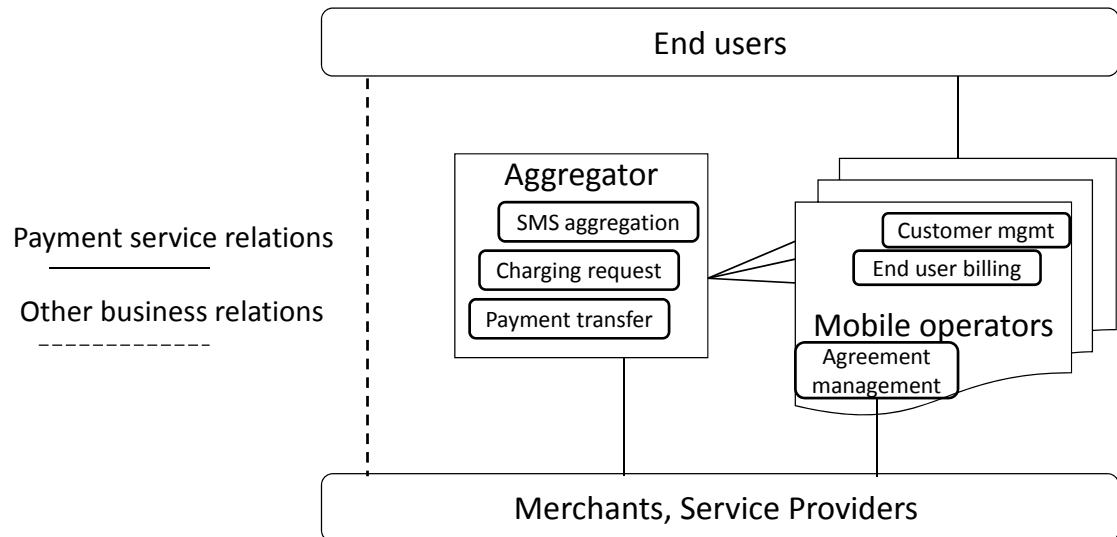 End users
Aggregator
SMS aggregation
Charging request
Payment transfer
Customer mgmt
End user billing
Mobile operators
Agreement
management
Payment service relations
Other business relations
Merchants, Service Providers